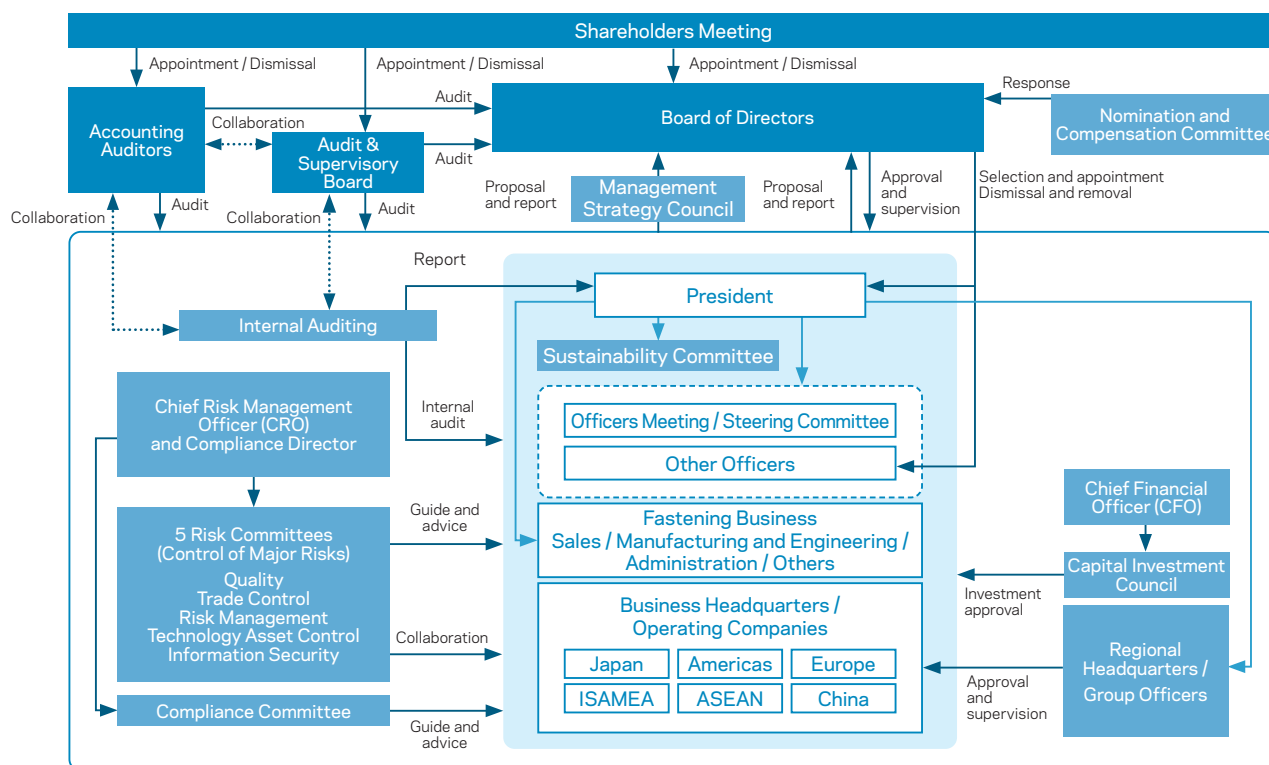 Shareholders Meeting
Appointment / Dismissal
Appointment / Dismissal
Appointment / Dismissal
Accounting
Auditors
Collaboration
Audit
Audit &
Supervisory
Board
Audit
Board of Directors
Response
Nomination and
Compensation Committee
Collaboration
Audit
Collaboration
Audit
Proposal
and report
Management
Strategy Council
Proposal
and report
Approval
and
supervision
Selection and appointment
Dismissal and removal
Report
President
Internal Auditing
Sustainability Committee
Chief Risk Management
Officer (CRO)
and Compliance Director
Internal
audit
Officers Meeting / Steering Committee
Other Officers
5 Risk Committees
(Control of Major Risks)
Quality
Trade Control
Risk Management
Technology Asset Control
Information Security
Guide and
advice
Fastening Business
Sales / Manufacturing and Engineering /
Administration / Others
Chief Financial
Officer (CFO)
Capital Investment
Council
Investment
approval
Collaboration
Business Headquarters /
Operating Companies
Japan
Americas
Europe
ISAMEA
ASEAN
China
Approval
and
supervision
Regional
Headquarters /
Group Officers
Compliance Committee
Guide and
advice